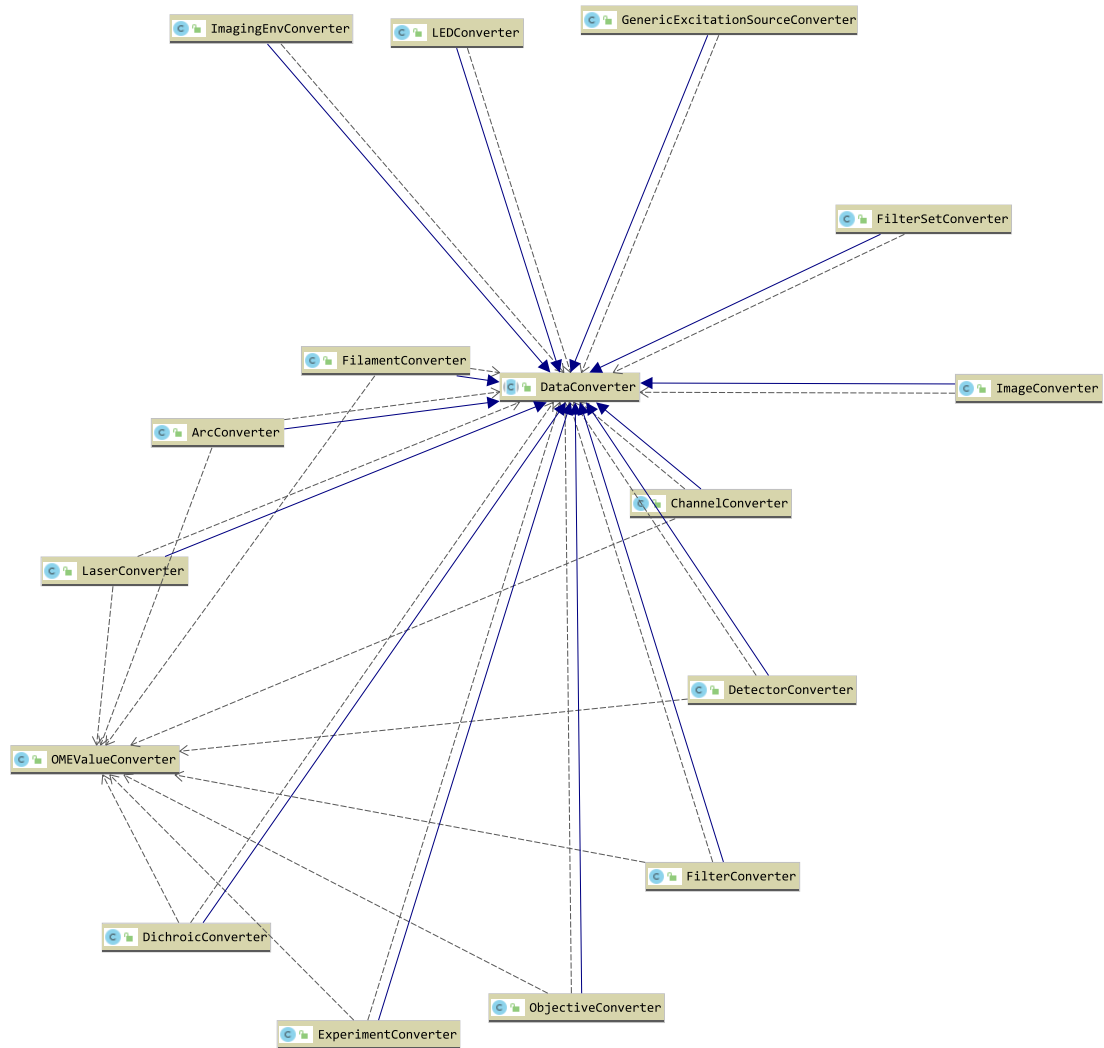 GenericExcitationSourceConverter
ImagingEnvConverter
LEDConverter
FilterSetConverter
FilamentConverter
DataConverter
ImageConverter
ArcConverter
ChannelConverter
LaserConverter
DetectorConverter
OMEValueConverter
FilterConverter
DichroicConverter
ObjectiveConverter
ExperimentConverter